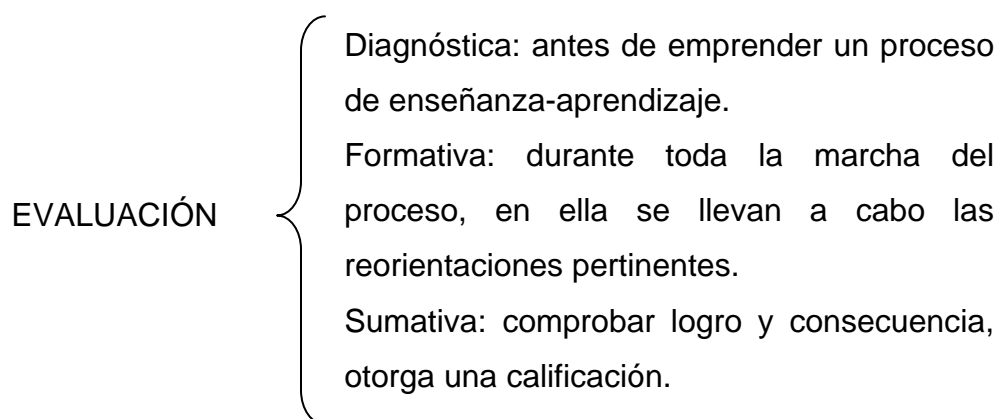 Diagnóstica: antes de emprender un proceso
de enseñanza-aprendizaje.
Formativa: durante toda la marcha del
EVALUACIÓN
proceso, en ella se llevan a cabo las
reorientaciones pertinentes.
Sumativa: comprobar logro y consecuencia,
otorga una calificación.